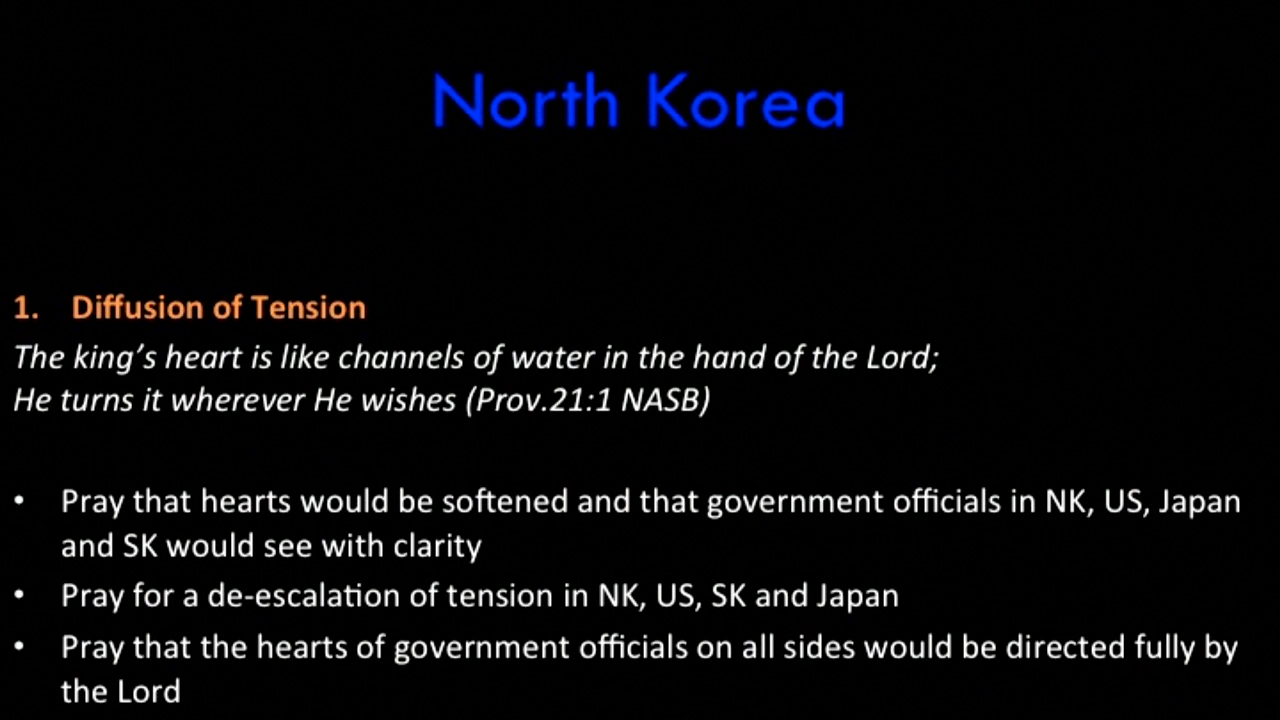 North Korea
1. Diffusion of Tension
The king's heart is like channels of water in the hand of the Lord;
He turns it wherever He wishes (Prov.21:1 NASB)
• Pray that hearts would be softened and that government officials in NK, US, Japan
and SK would see with clarity
• Pray for a de-escalation of tension in NK, US, SK and Japan
• Pray that the hearts of government officials on all sides would be directed fully by
the Lord